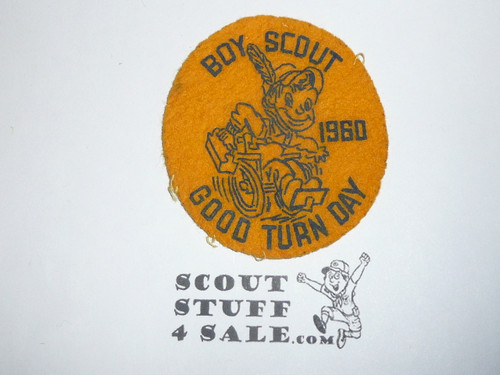 BOY SCOUT
1960
GOOD TURN DAY
SCOUT
STUFF
4 SALE.COM